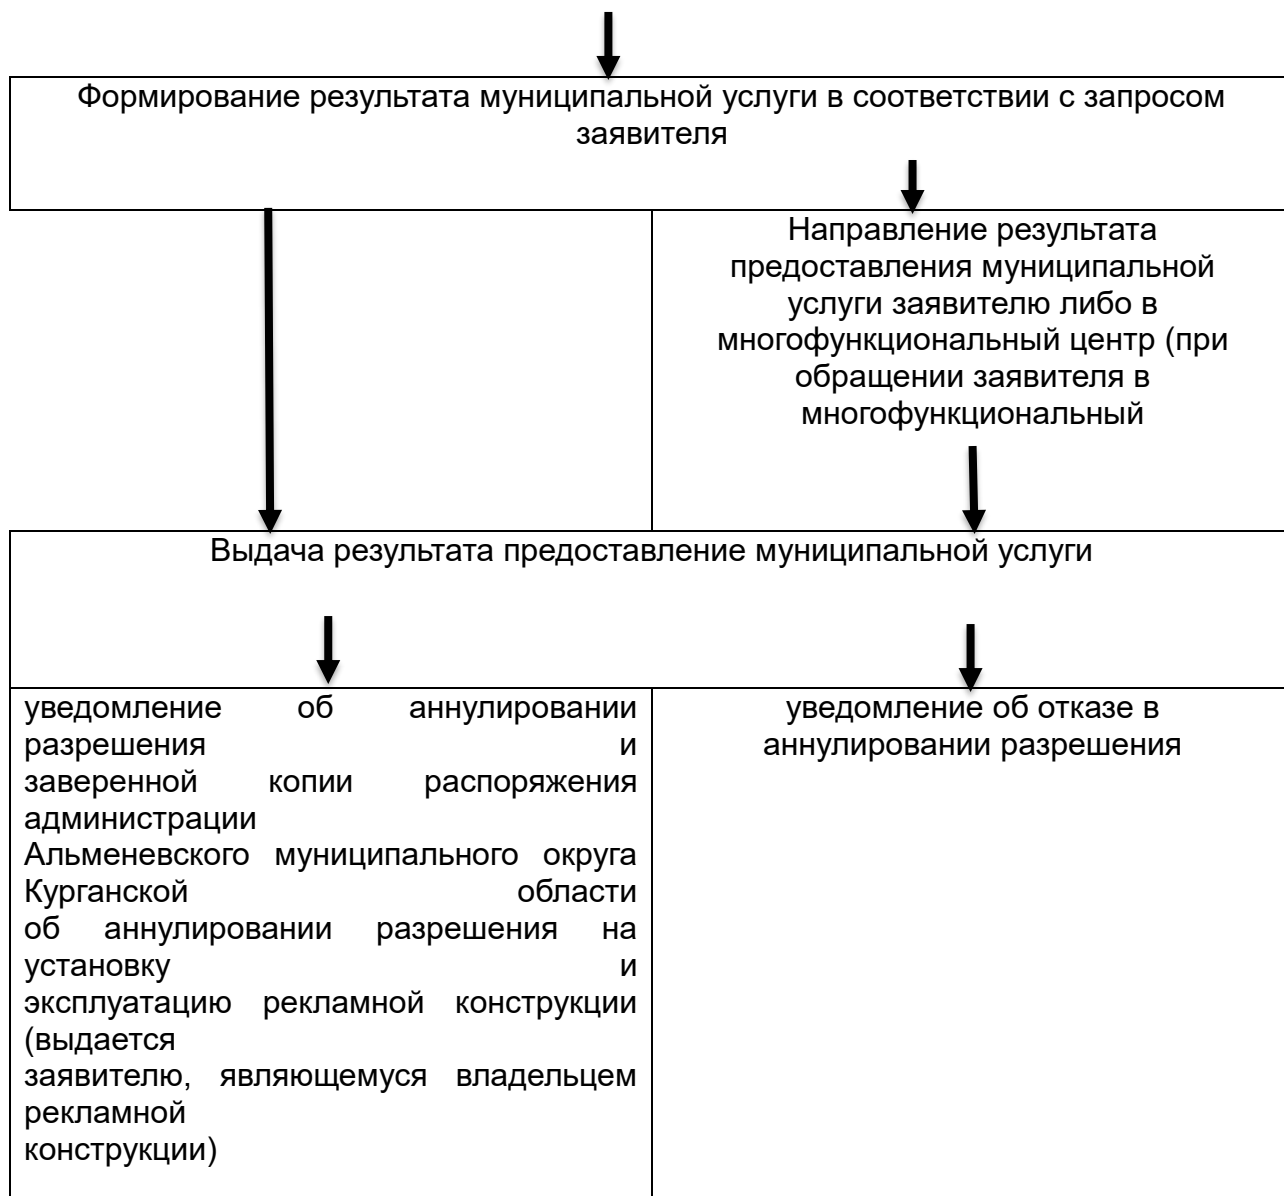 Формирование результата муниципальной услуги в соответствии с запросом
заявителя
Направление результата
предоставления муниципальной
услуги заявителю либо в
многофункциональный центр (при
обращении заявителя в
многофункциональный
Выдача результата предоставление муниципальной услуги
уведомление об аннулировании
разрешения и
заверенной копии распоряжения
администрации
Альменевского муниципального округа
Курганской области
об аннулировании разрешения на
установку и
эксплуатацию рекламной конструкции
(выдается
заявителю, являющемуся владельцем
рекламной
конструкции)
уведомление об отказе в
аннулировании разрешения